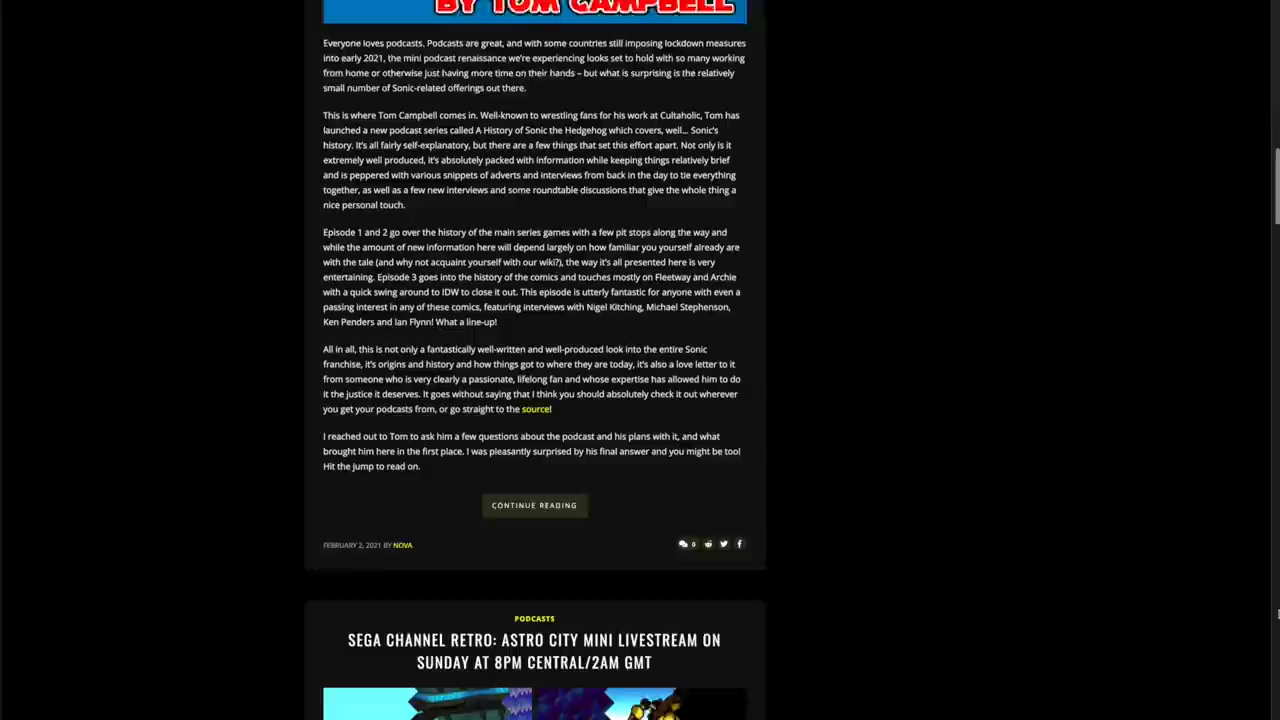 BY TOM CAMPBELL
Everyone loves podcasts. Podcasts are great, and with some countries still imposing lockdown measures
into early 2021, the mini podcast renaissance we're experiencing looks set to hold with so many working
from home or otherwise just having more time on their hands – but what is surprising is the relatively
small number of Sonic-related offerings out there.
This is where Tom Campbell comes in. Well-known to wrestling fans for his work at Cultaholic, Tom has
launched a new podcast series called A History of Sonic the Hedgehog which covers, well... Sonic's
history. It's all fairly self-explanatory, but there are a few things that set this effort apart. Not only is it
extremely well produced, it's absolutely packed with information while keeping things relatively brief
and is peppered with various snippets of adverts and interviews from back in the day to tie everything
together, as well as a few new interviews and some roundtable discussions that give the whole thing a
nice personal touch.
Episode 1 and 2 go over the history of the main series games with a few pit stops along the way and
while the amount of new information here will depend largely on how familiar you yourself already are
with the tale (and why not acquaint yourself with our wiki?), the way it's all presented here is very
entertaining. Episode 3 goes into the history of the comics and touches mostly on Fleetway and Archie
with a quick swing around to IDW to close it out. This episode is utterly fantastic for anyone with even a
passing interest in any of these comics, featuring interviews with Nigel Kitching, Michael Stephenson,
Ken Penders and Ian Flynn! What a line-up!
All in all, this is not only a fantastically well-written and well-produced look into the entire Sonic
franchise, it's origins and history and how things got to where they are today, it's also a love letter to it
from someone who is very clearly a passionate, lifelong fan and whose expertise has allowed him to do
it the justice it deserves. It goes without saying that I think you should absolutely check it out wherever
you get your podcasts from, or go straight to the source!
I reached out to Tom to ask him a few questions about the podcast and his plans with it, and what
brought him here in the first place. I was pleasantly surprised by his final answer and you might be too!
Hit the jump to read on.
CONTINUE READING
FEBRUARY 2, 2021 BY NOVA
0
PODCASTS
SEGA CHANNEL RETRO: ASTRO CITY MINI LIVESTREAM ON
SUNDAY AT 8PM CENTRAL/2AM GMT